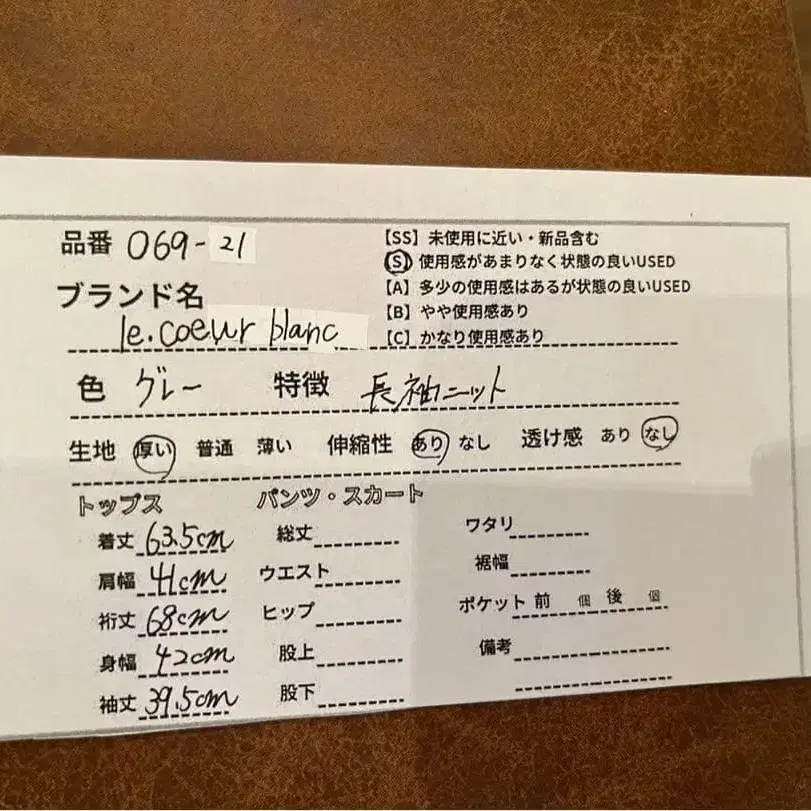 品番 069-21
【SS】未使用に近い・新品含む
【S】使用感があまりなく状態の良いUSED
【A】多少の使用感はあるが状態の良いUSED
【B】やや使用感あり
【C】かなり使用感あり
ブランド名
le.coeur blanc
色 グレー 特徴 長袖ニット
生地 厚い 普通 薄い 伸縮性 あり なし 透け感 あり なし
トップス
着丈 63.5cm
肩幅 41cm
裄丈 68cm
身幅 42cm
袖丈 39.5cm
パンツ・スカート
総丈
ウエスト
ヒップ
股上
股下
ワタリ
裾幅
ポケット 前 個 後 個
備考